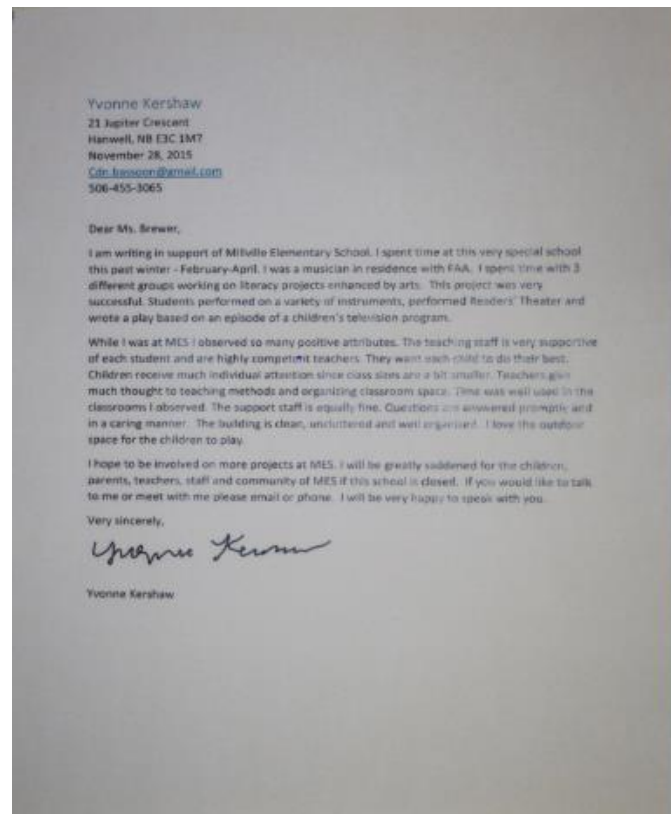 Yvonne Kershaw
21 Jupiter Crescent
Hanwell, NB E3C 1M7
November 28, 2015
Cdn.bassoon@gmail.com
506-455-3065
Dear Ms. Brewer,
I am writing in support of Millville Elementary School. I spent time at this very special school
this past winter - February-April. I was a musician in residence with FAA. I spent time with 3
different groups working on literacy projects enhanced by arts. This project was very
successful. Students performed on a variety of instruments, performed Readers' Theater and
wrote a play based on an episode of a children's television program.
While I was at MES I observed so many positive attributes. The teaching staff is very supportive
of each student and are highly competent teachers. They want each child to do their best.
Children receive much individual attention since class sizes are a bit smaller. Teachers give
much thought to teaching methods and organizing classroom space. Time was well used in the
classrooms I observed. The support staff is equally fine. Questions are answered promptly and
in a caring manner. The building is clean, uncluttered and well organized. I love the outdoor
space for the children to play.
I hope to be involved on more projects at MES. I will be greatly saddened for the children,
parents, teachers, staff and community of MES if this school is closed. If you would like to talk
to me or meet with me please email or phone. I will be very happy to speak with you.
Very sincerely,
Yvonne Kershaw
Yvonne Kershaw